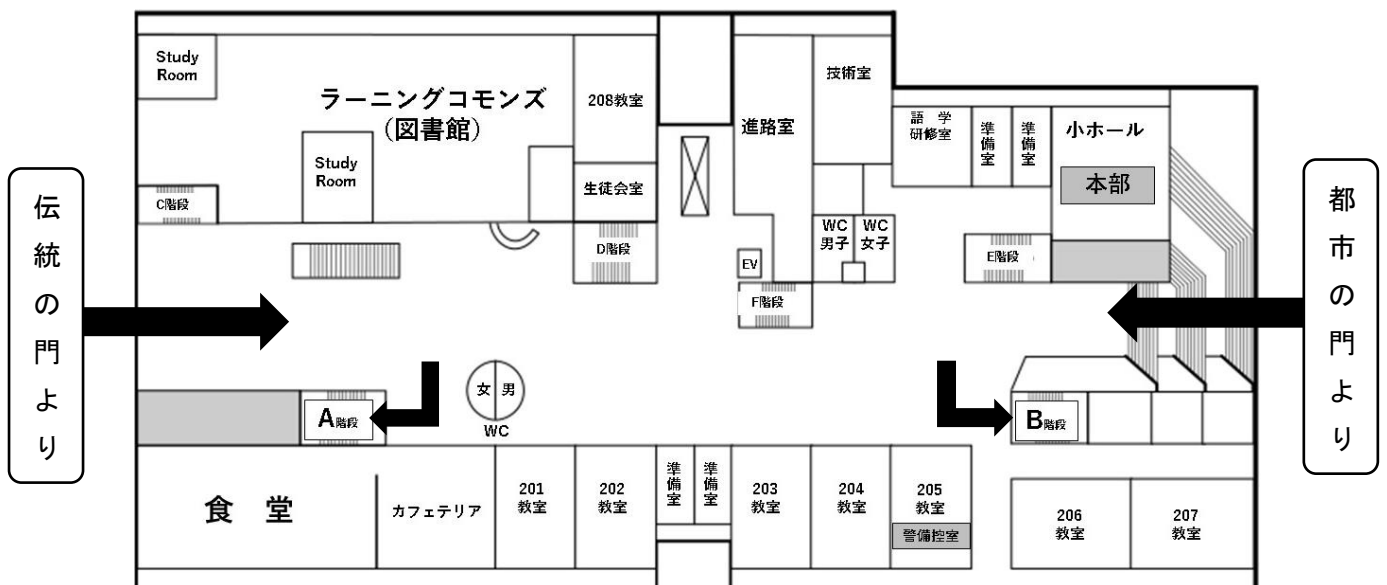 伝統の門より
Study
Room
ラーニングコモンズ
(図書館)
Study
Room
C階段
208教室
生徒会室
D階段
進路室
技術室
EV
F階段
WC
男子
WC
女子
語学
研修室
準備室
準備室
小ホール
本部
E階段
都市の門より
A階段
女
男
WC
B階段
食堂
カフェテリア
201
教室
202
教室
準備室
準備室
203
教室
204
教室
205
教室
警備控室
206
教室
207
教室